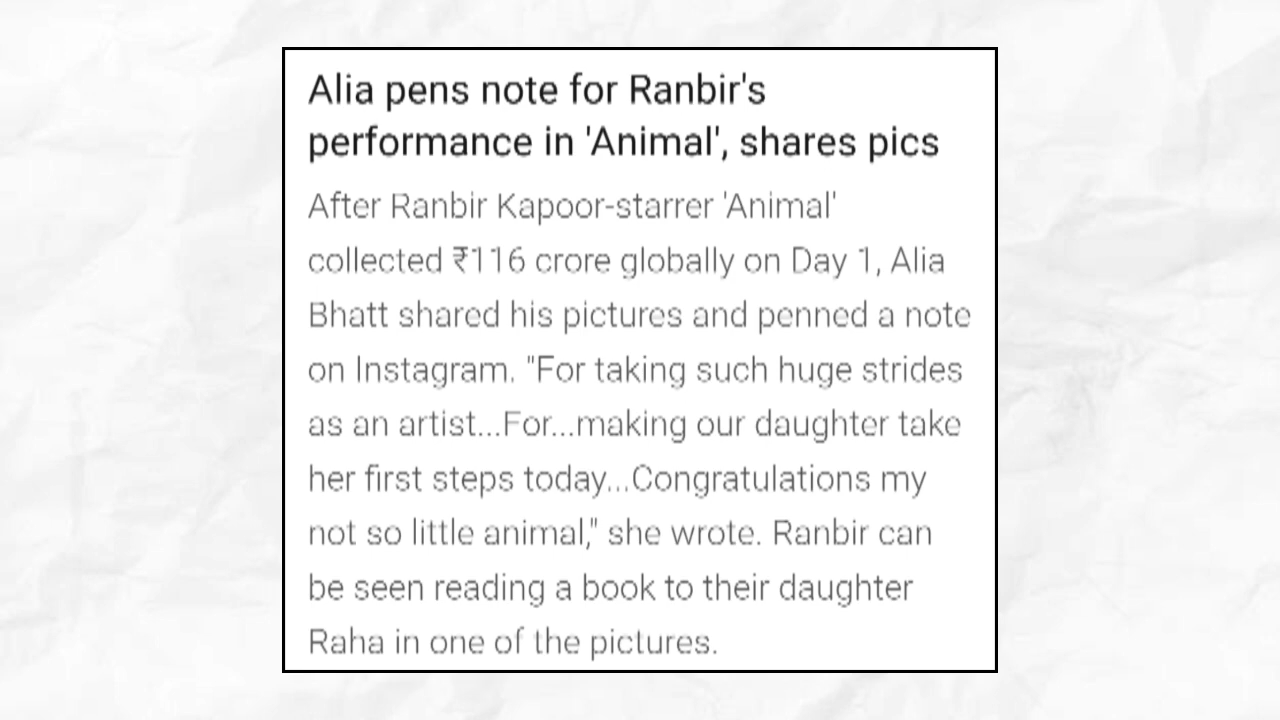 Alia pens note for Ranbir's
performance in 'Animal', shares pics
After Ranbir Kapoor-starrer 'Animal'
collected ₹116 crore globally on Day 1, Alia
Bhatt shared his pictures and penned a note
on Instagram. "For taking such huge strides
as an artist...For...making our daughter take
her first steps today...Congratulations my
not so little animal," she wrote. Ranbir can
be seen reading a book to their daughter
Raha in one of the pictures.